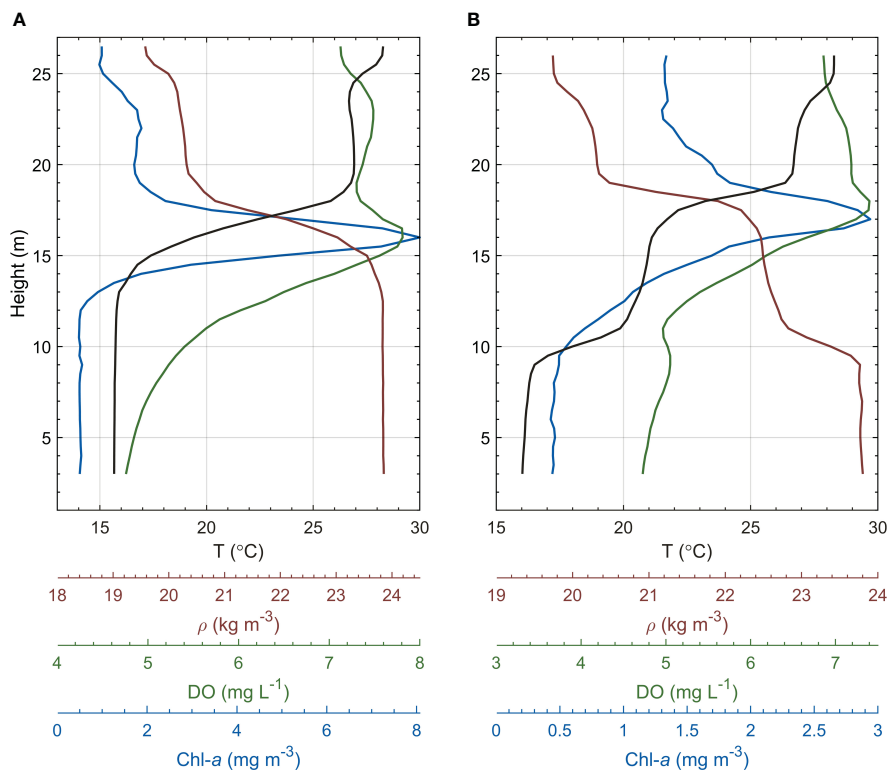 A
B
25
20
15
10
5
Height (m)
15 20 25 30
T (°C)
18 19 20 21 22 23 24
ρ (kg m⁻³)
4 5 6 7 8
DO (mg L⁻¹)
0 2 4 6 8
Chl-a (mg m⁻³)
25
20
15
10
5
15 20 25 30
T (°C)
19 20 21 22 23 24
ρ (kg m⁻³)
3 4 5 6 7
DO (mg L⁻¹)
0 0.5 1 1.5 2 2.5 3
Chl-a (mg m⁻³)